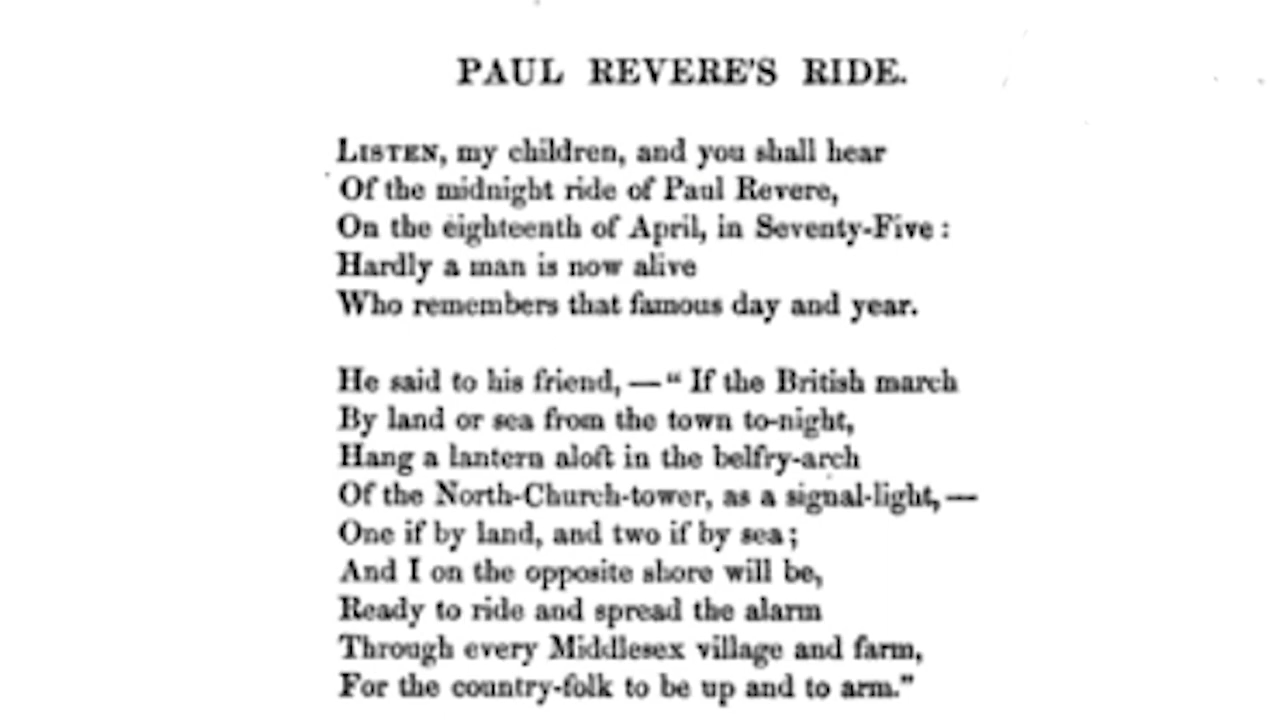 PAUL REVERE'S RIDE.
LISTEN, my children, and you shall hear
Of the midnight ride of Paul Revere,
On the eighteenth of April, in Seventy-Five:
Hardly a man is now alive
Who remembers that famous day and year.
He said to his friend,—"If the British march
By land or sea from the town to-night,
Hang a lantern aloft in the belfry-arch
Of the North-Church-tower, as a signal-light,—
One if by land, and two if by sea;
And I on the opposite shore will be,
Ready to ride and spread the alarm
Through every Middlesex village and farm,
For the country-folk to be up and to arm."